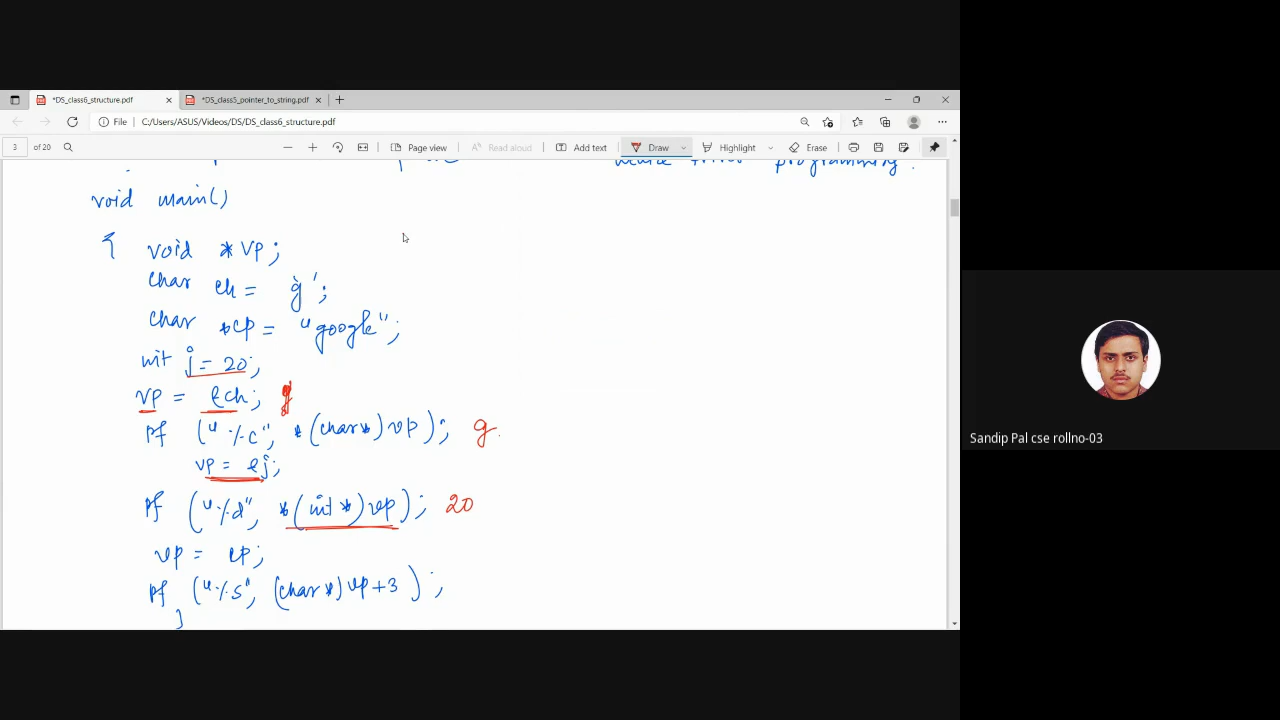 *DS_class6_structure.pdf
*DS_class5_pointer_to_string.pdf
File C:/Users/ASUS/Videos/DS/DS_class6_structure.pdf
3 of 20 Page view Read aloud Add text Draw Highlight Erase
programming.
void main()
{ void *vp;
char ch = 'g';
char *cp = "google";
int j = 20;
vp = &ch; g
pf ("%c", *(char*) vp); g.
vp = &j;
pf ("%d", *(int*) vp); 20
vp = cp;
pf ("%s", (char*) vp+3);
}
Sandip Pal cse rollno-03